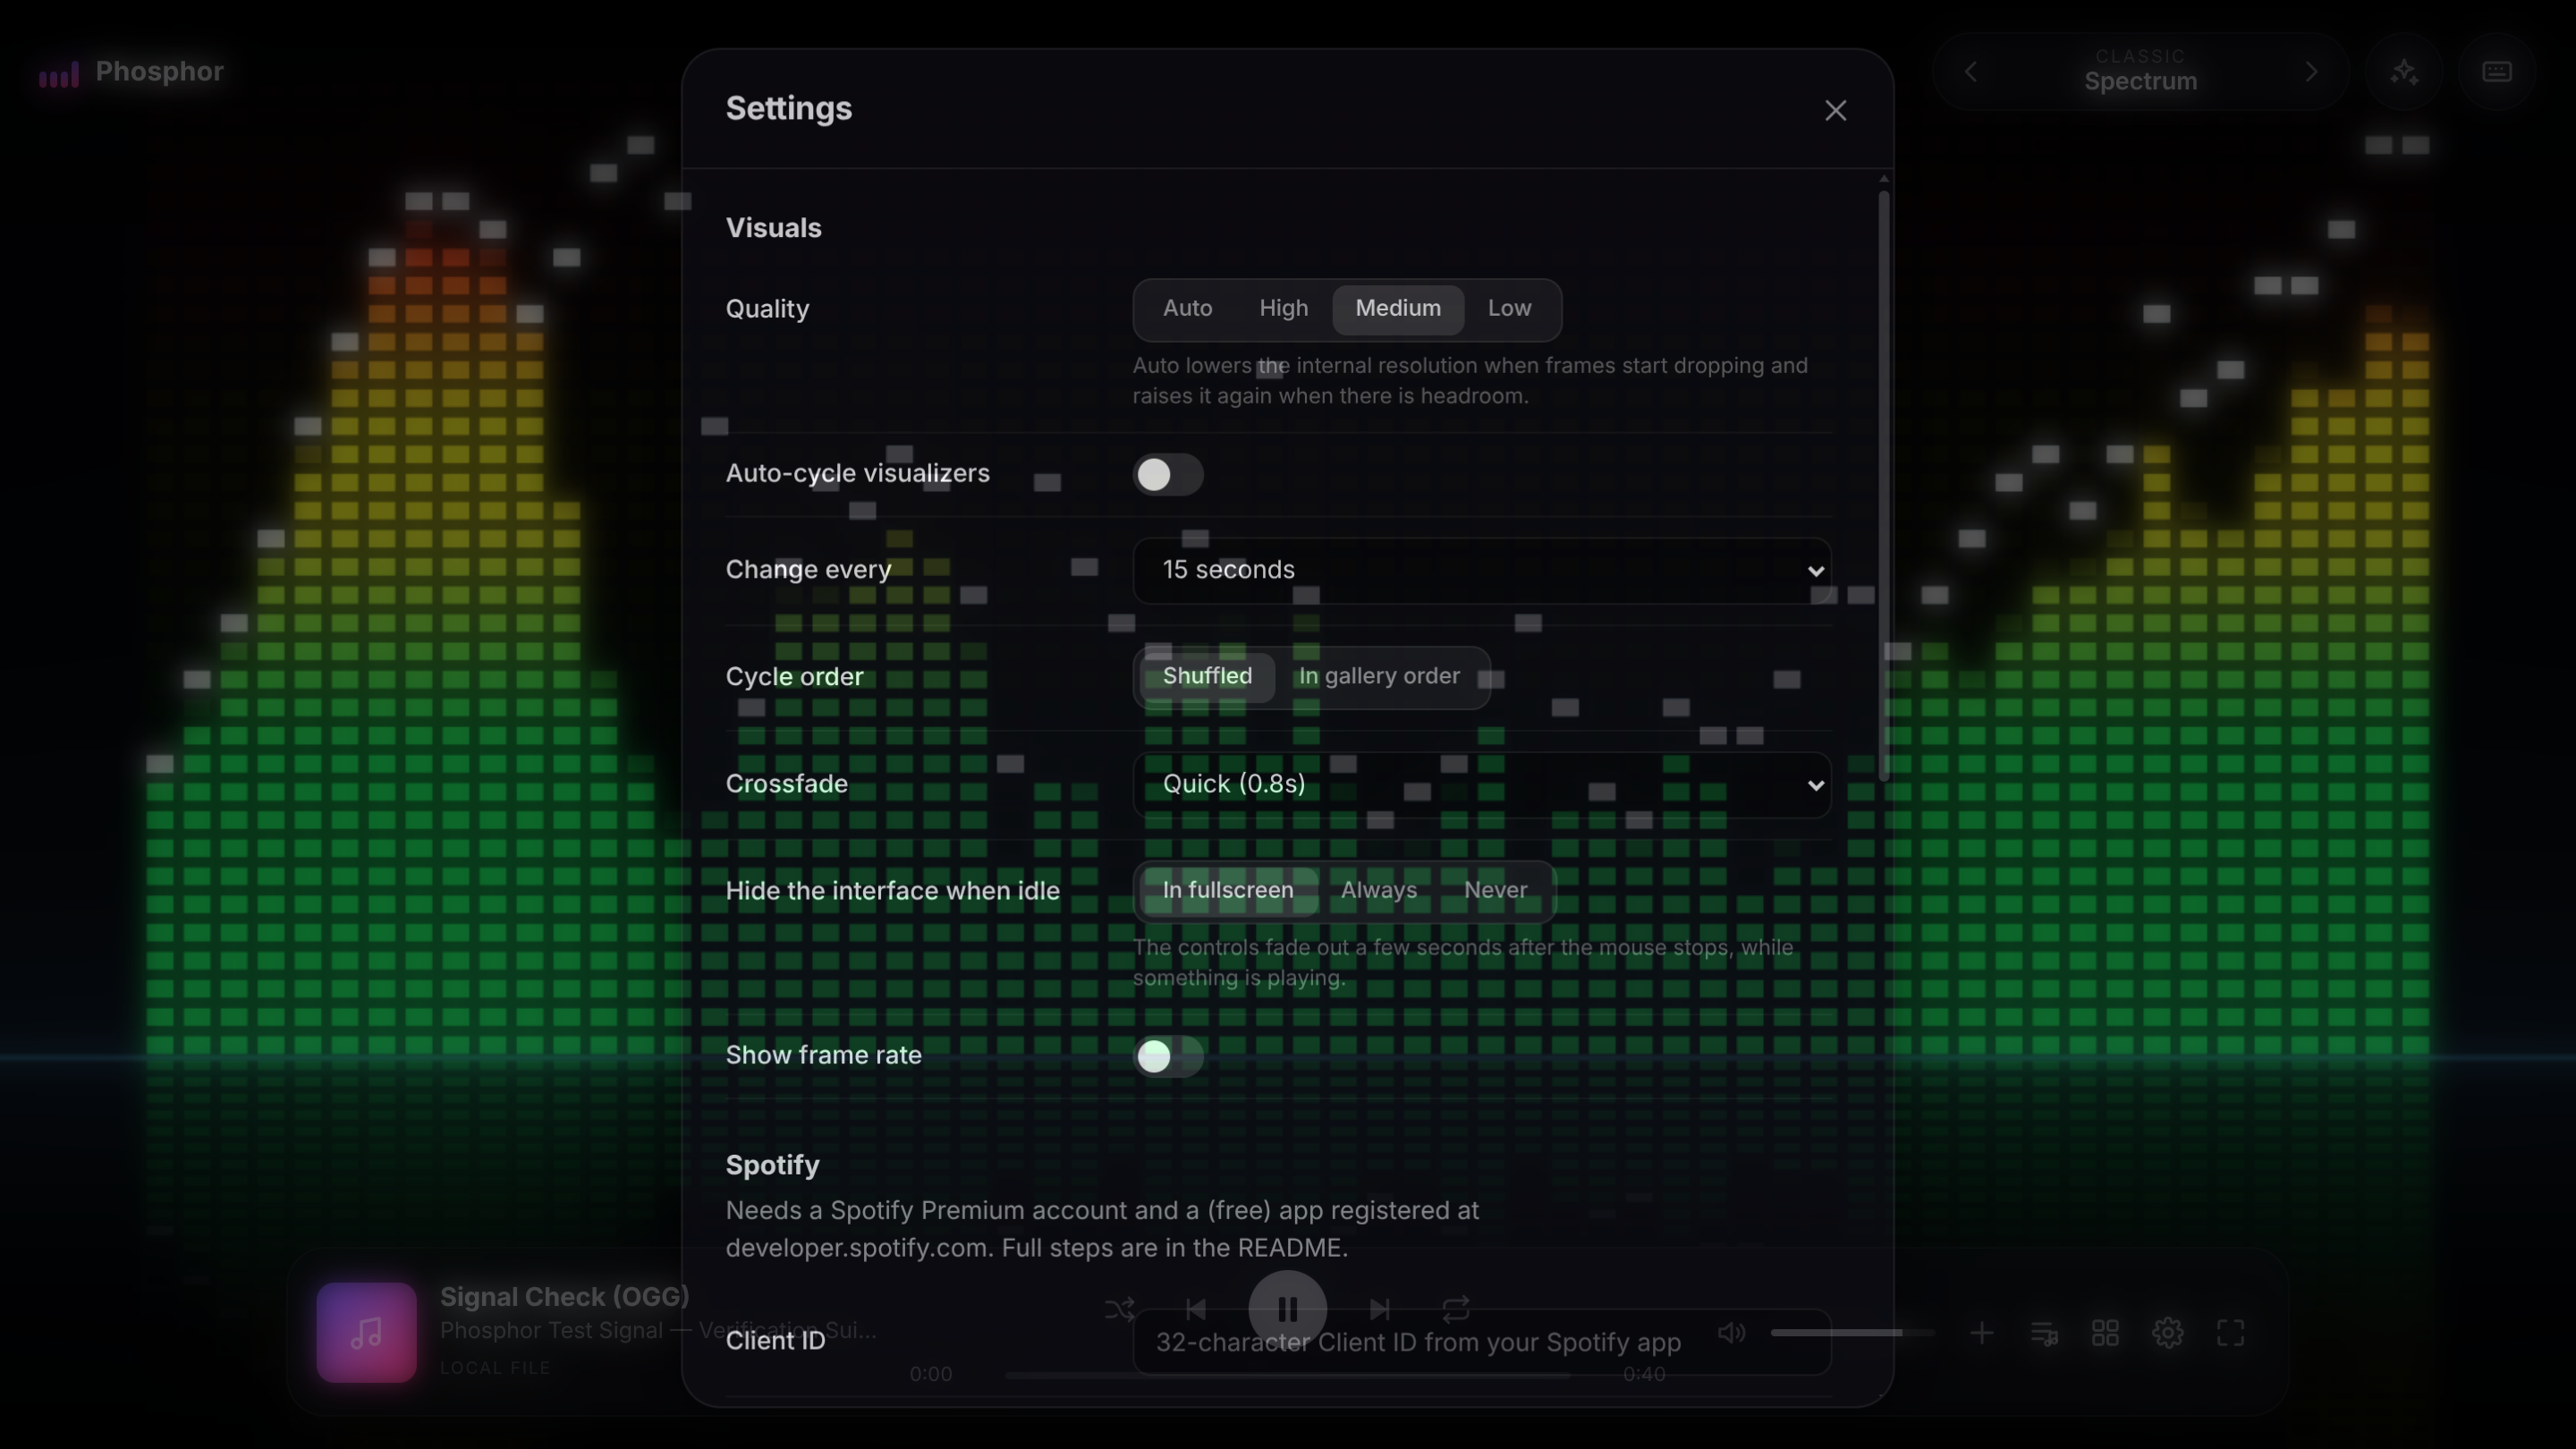 Phosphor
CLASSIC
Spectrum
Settings
Visuals
Quality
Auto High Medium Low
Auto lowers the internal resolution when frames start dropping and
raises it again when there is headroom.
Auto-cycle visualizers
Change every
15 seconds
Cycle order
Shuffled In gallery order
Crossfade
Quick (0.8s)
Hide the interface when idle
In fullscreen Always Never
The controls fade out a few seconds after the mouse stops, while
something is playing.
Show frame rate
Spotify
Needs a Spotify Premium account and a (free) app registered at
developer.spotify.com. Full steps are in the README.
Client ID
32-character Client ID from your Spotify app
Signal Check (OGG)
Phosphor Test Signal — Verification Sui...
LOCAL FILE
0:00
0:40